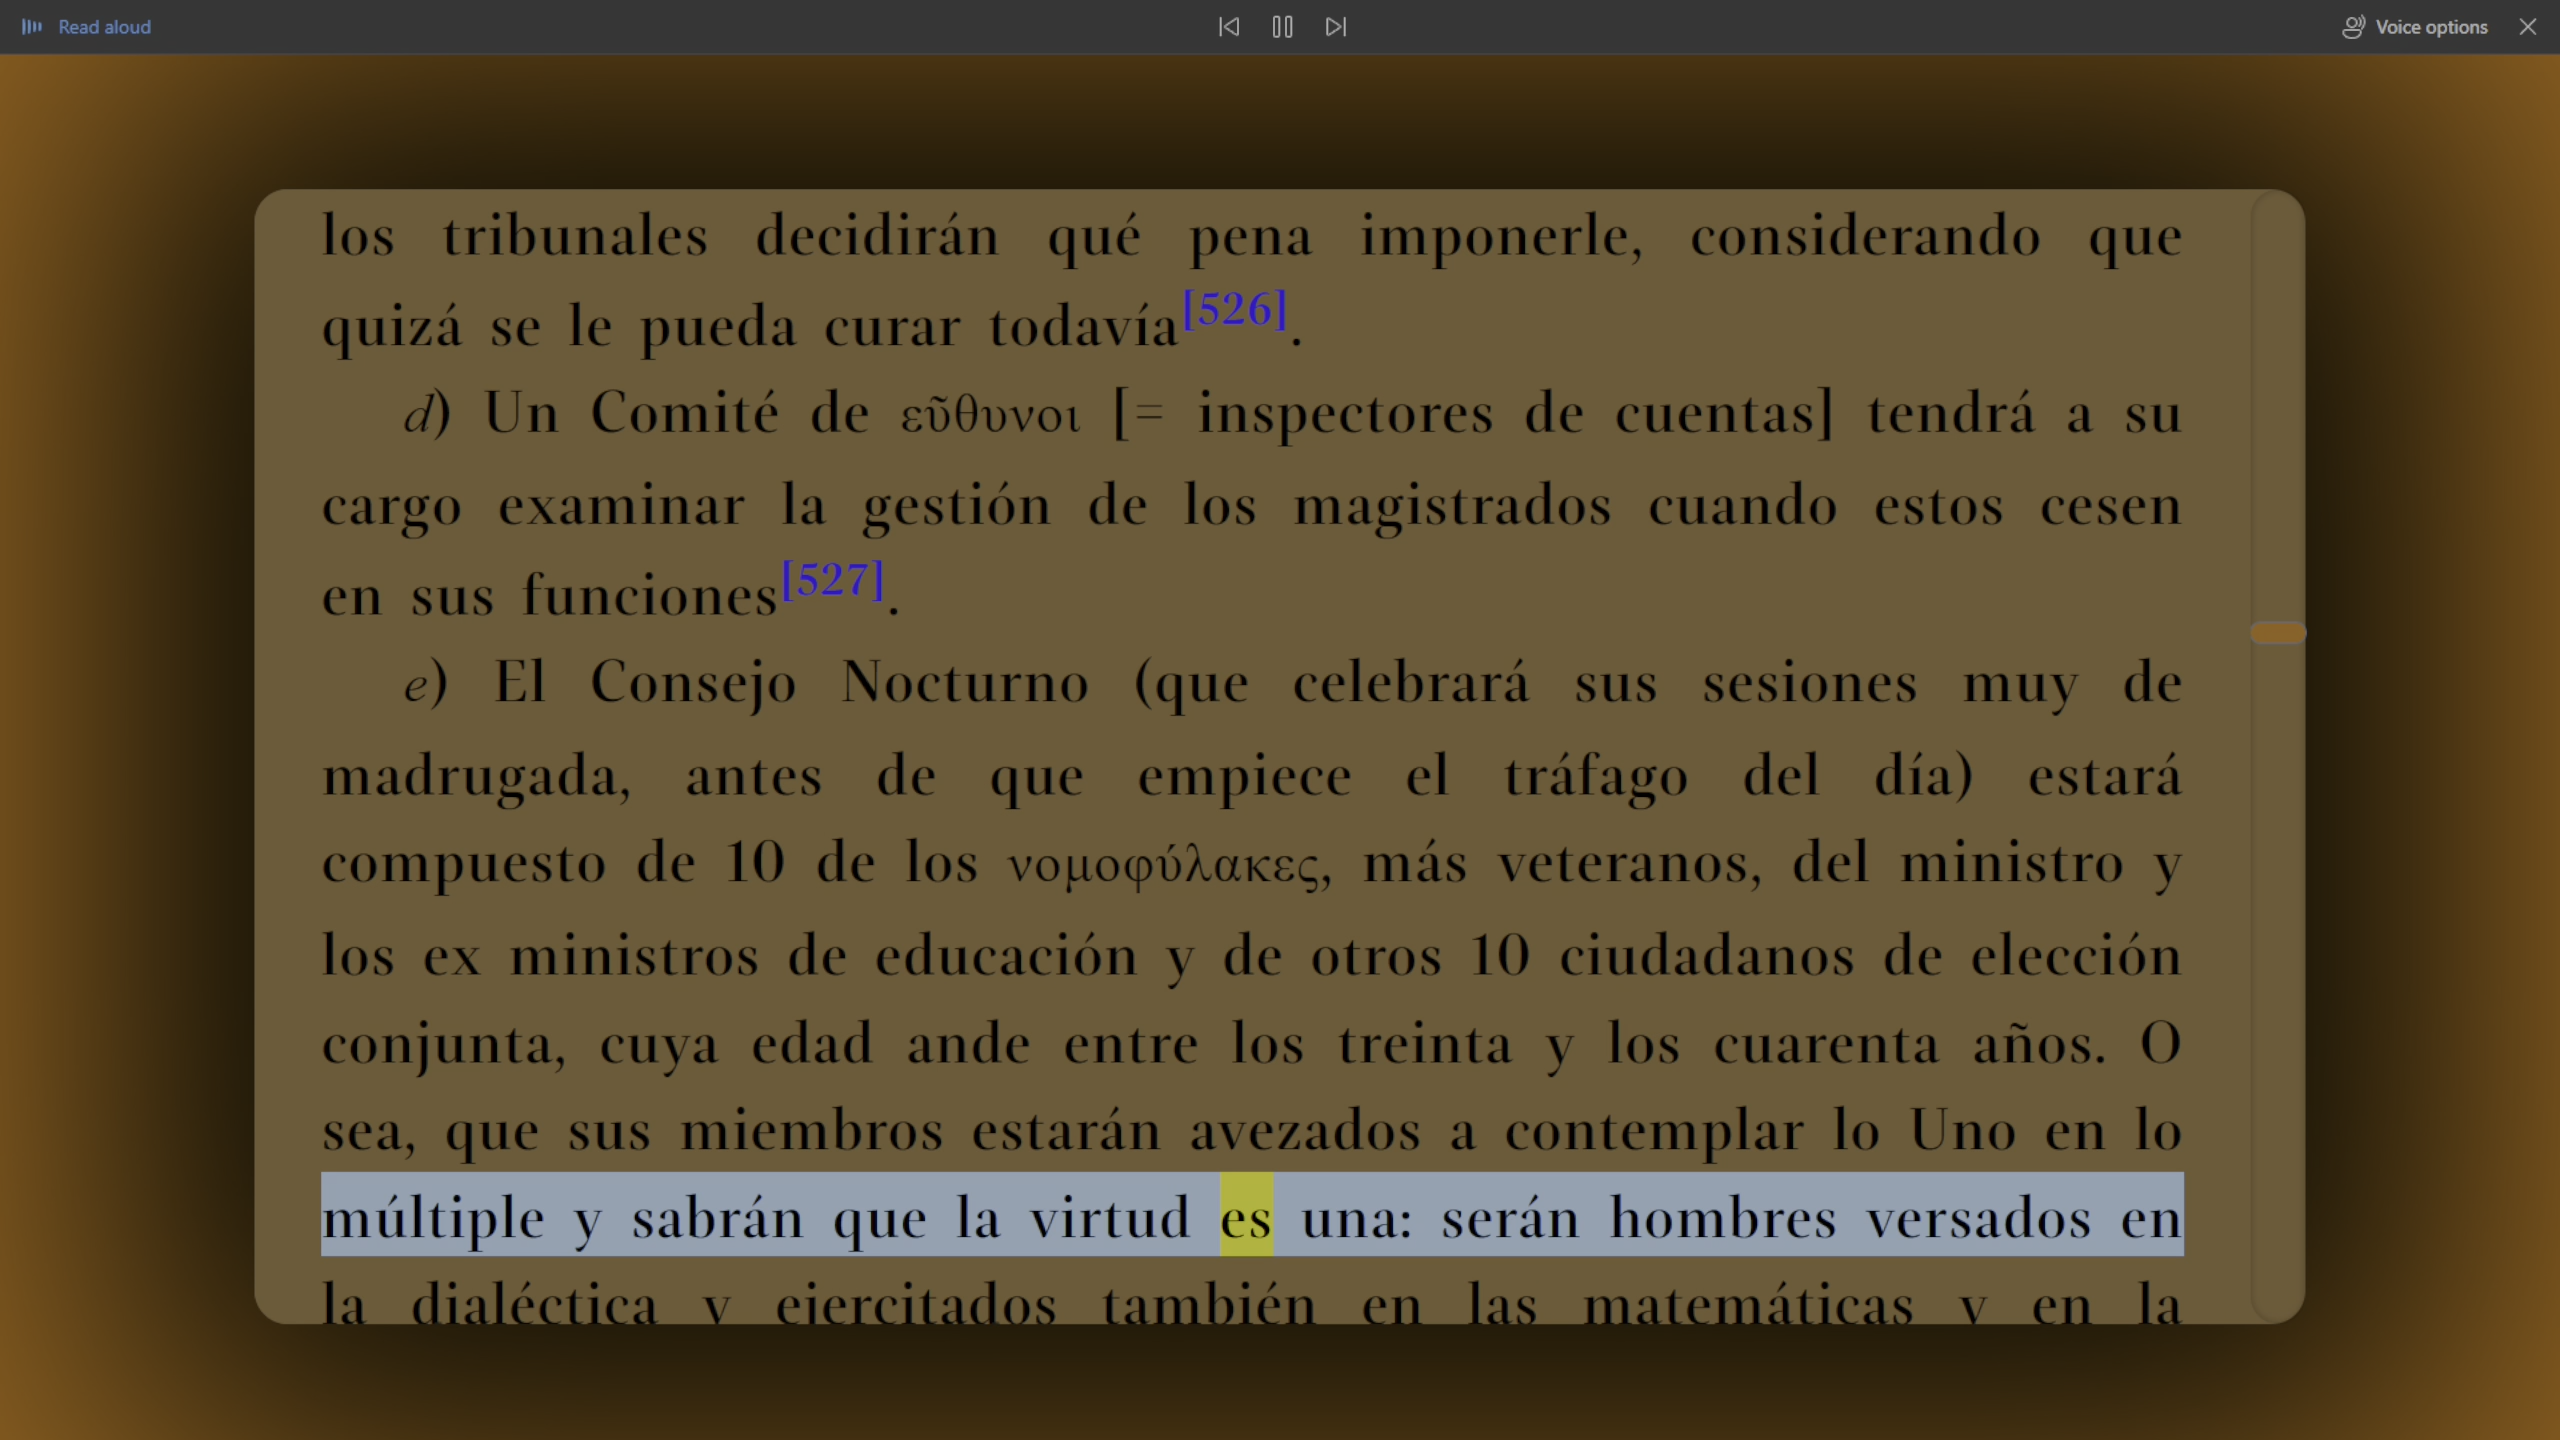 Read aloud
Voice options
los tribunales decidirán qué pena imponerle, considerando que
quizá se le pueda curar todavía[526].
d) Un Comité de εῦθυνοι [= inspectores de cuentas] tendrá a su
cargo examinar la gestión de los magistrados cuando estos cesen
en sus funciones[527].
e) El Consejo Nocturno (que celebrará sus sesiones muy de
madrugada, antes de que empiece el tráfago del día) estará
compuesto de 10 de los νομοφύλακες, más veteranos, del ministro y
los ex ministros de educación y de otros 10 ciudadanos de elección
conjunta, cuya edad ande entre los treinta y los cuarenta años. O
sea, que sus miembros estarán avezados a contemplar lo Uno en lo
múltiple y sabrán que la virtud es una: serán hombres versados en
la dialéctica y ejercitados también en las matemáticas y en la